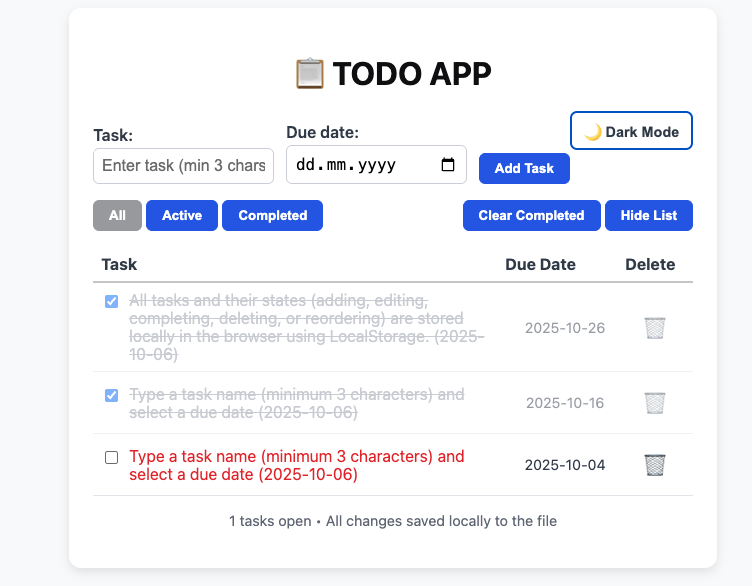 📋 TODO APP
🌙 Dark Mode
Task:
Due date:
Enter task (min 3 chars
dd.mm.yyyy
Add Task
All Active Completed Clear Completed Hide List
Task Due Date Delete
All tasks and their states (adding, editing,
completing, deleting, or reordering) are stored
locally in the browser using LocalStorage. (2025-
10-06)
2025-10-26
Type a task name (minimum 3 characters) and
select a due date (2025-10-06)
2025-10-16
Type a task name (minimum 3 characters) and
select a due date (2025-10-06)
2025-10-04
1 tasks open • All changes saved locally to the file